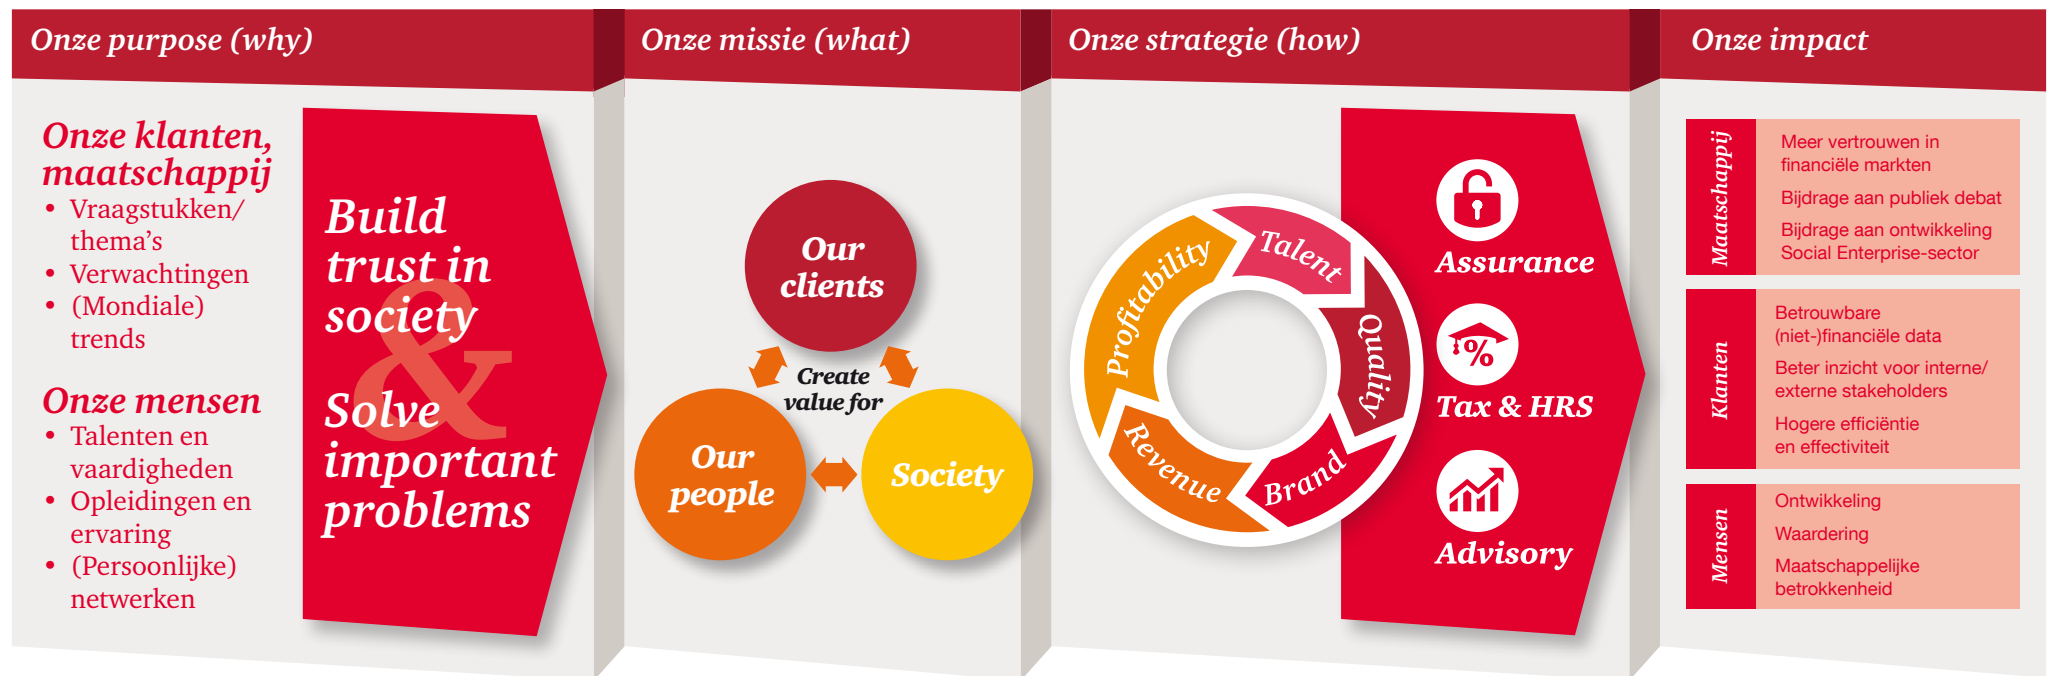 Onze purpose (why)
Onze klanten,
maatschappij
• Vraagstukken/
thema’s
• Verwachtingen
• (Mondiale)
trends
Onze mensen
• Talenten en
vaardigheden
• Opleidingen en
ervaring
• (Persoonlijke)
netwerken
Build
trust in
society
&
Solve
important
problems
Onze missie (what)
Our
clients
Create
value for
Our
people
Society
Onze strategie (how)
Talent
Quality
Brand
Revenue
Profitability
Assurance
%
Tax & HRS
Advisory
Onze impact
Maatschappij
Meer vertrouwen in
financiële markten
Bijdrage aan publiek debat
Bijdrage aan ontwikkeling
Social Enterprise-sector
Klanten
Betrouwbare
(niet-)financiële data
Beter inzicht voor interne/
externe stakeholders
Hogere efficiëntie
en effectiviteit
Mensen
Ontwikkeling
Waardering
Maatschappelijke
betrokkenheid